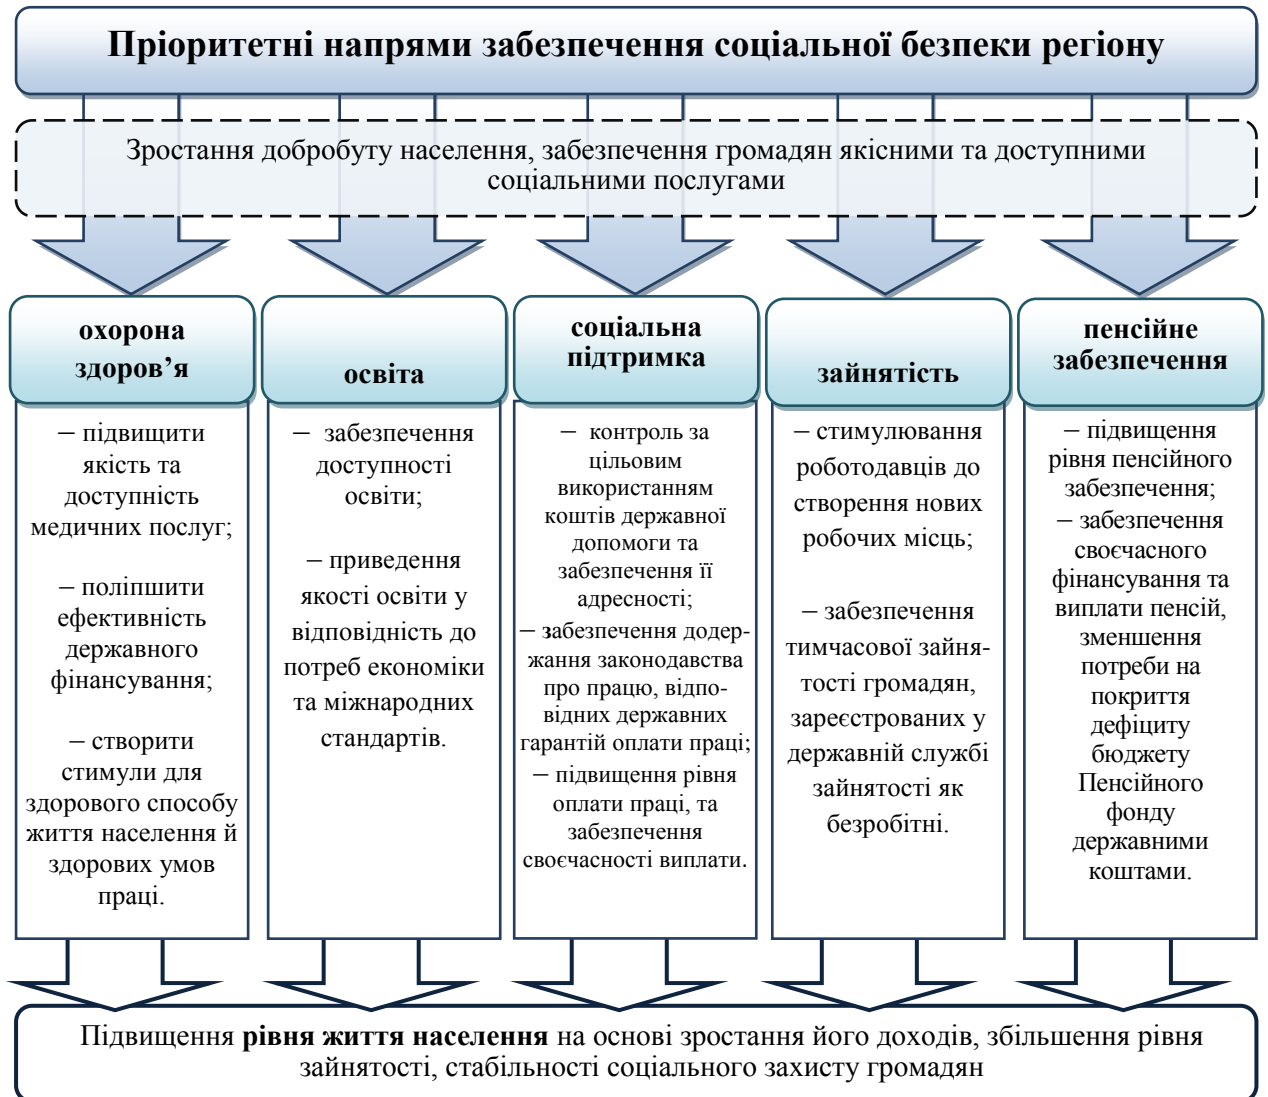 Пріоритетні напрями забезпечення соціальної безпеки регіону
Зростання добробуту населення, забезпечення громадян якісними та доступними
соціальними послугами
охорона
здоров’я
– підвищити
якість та
доступність
медичних послуг;
– поліпшити
ефективність
державного
фінансування;
– створити
стимули для
здорового способу
життя населення й
здорових умов
праці.
освіта
– забезпечення
доступності
освіти;
– приведення
якості освіти у
відповідність до
потреб економіки
та міжнародних
стандартів.
соціальна
підтримка
– контроль за
цільовим
використанням
коштів державної
допомоги та
забезпечення її
адресності;
– забезпечення додер-
жання законодавства
про працю, відпо-
відних державних
гарантій оплати праці;
– підвищення рівня
оплати праці, та
забезпечення
своєчасності виплати.
зайнятість
– стимулювання
роботодавців до
створення нових
робочих місць;
– забезпечення
тимчасової зайня-
тості громадян,
зареєстрованих у
державній службі
зайнятості як
безробітні.
пенсійне
забезпечення
– підвищення
рівня пенсійного
забезпечення;
– забезпечення
своєчасного
фінансування та
виплати пенсій,
зменшення
потреби на
покриття
дефіциту
бюджету
Пенсійного
фонду
державними
коштами.
Підвищення рівня життя населення на основі зростання його доходів, збільшення рівня
зайнятості, стабільності соціального захисту громадян